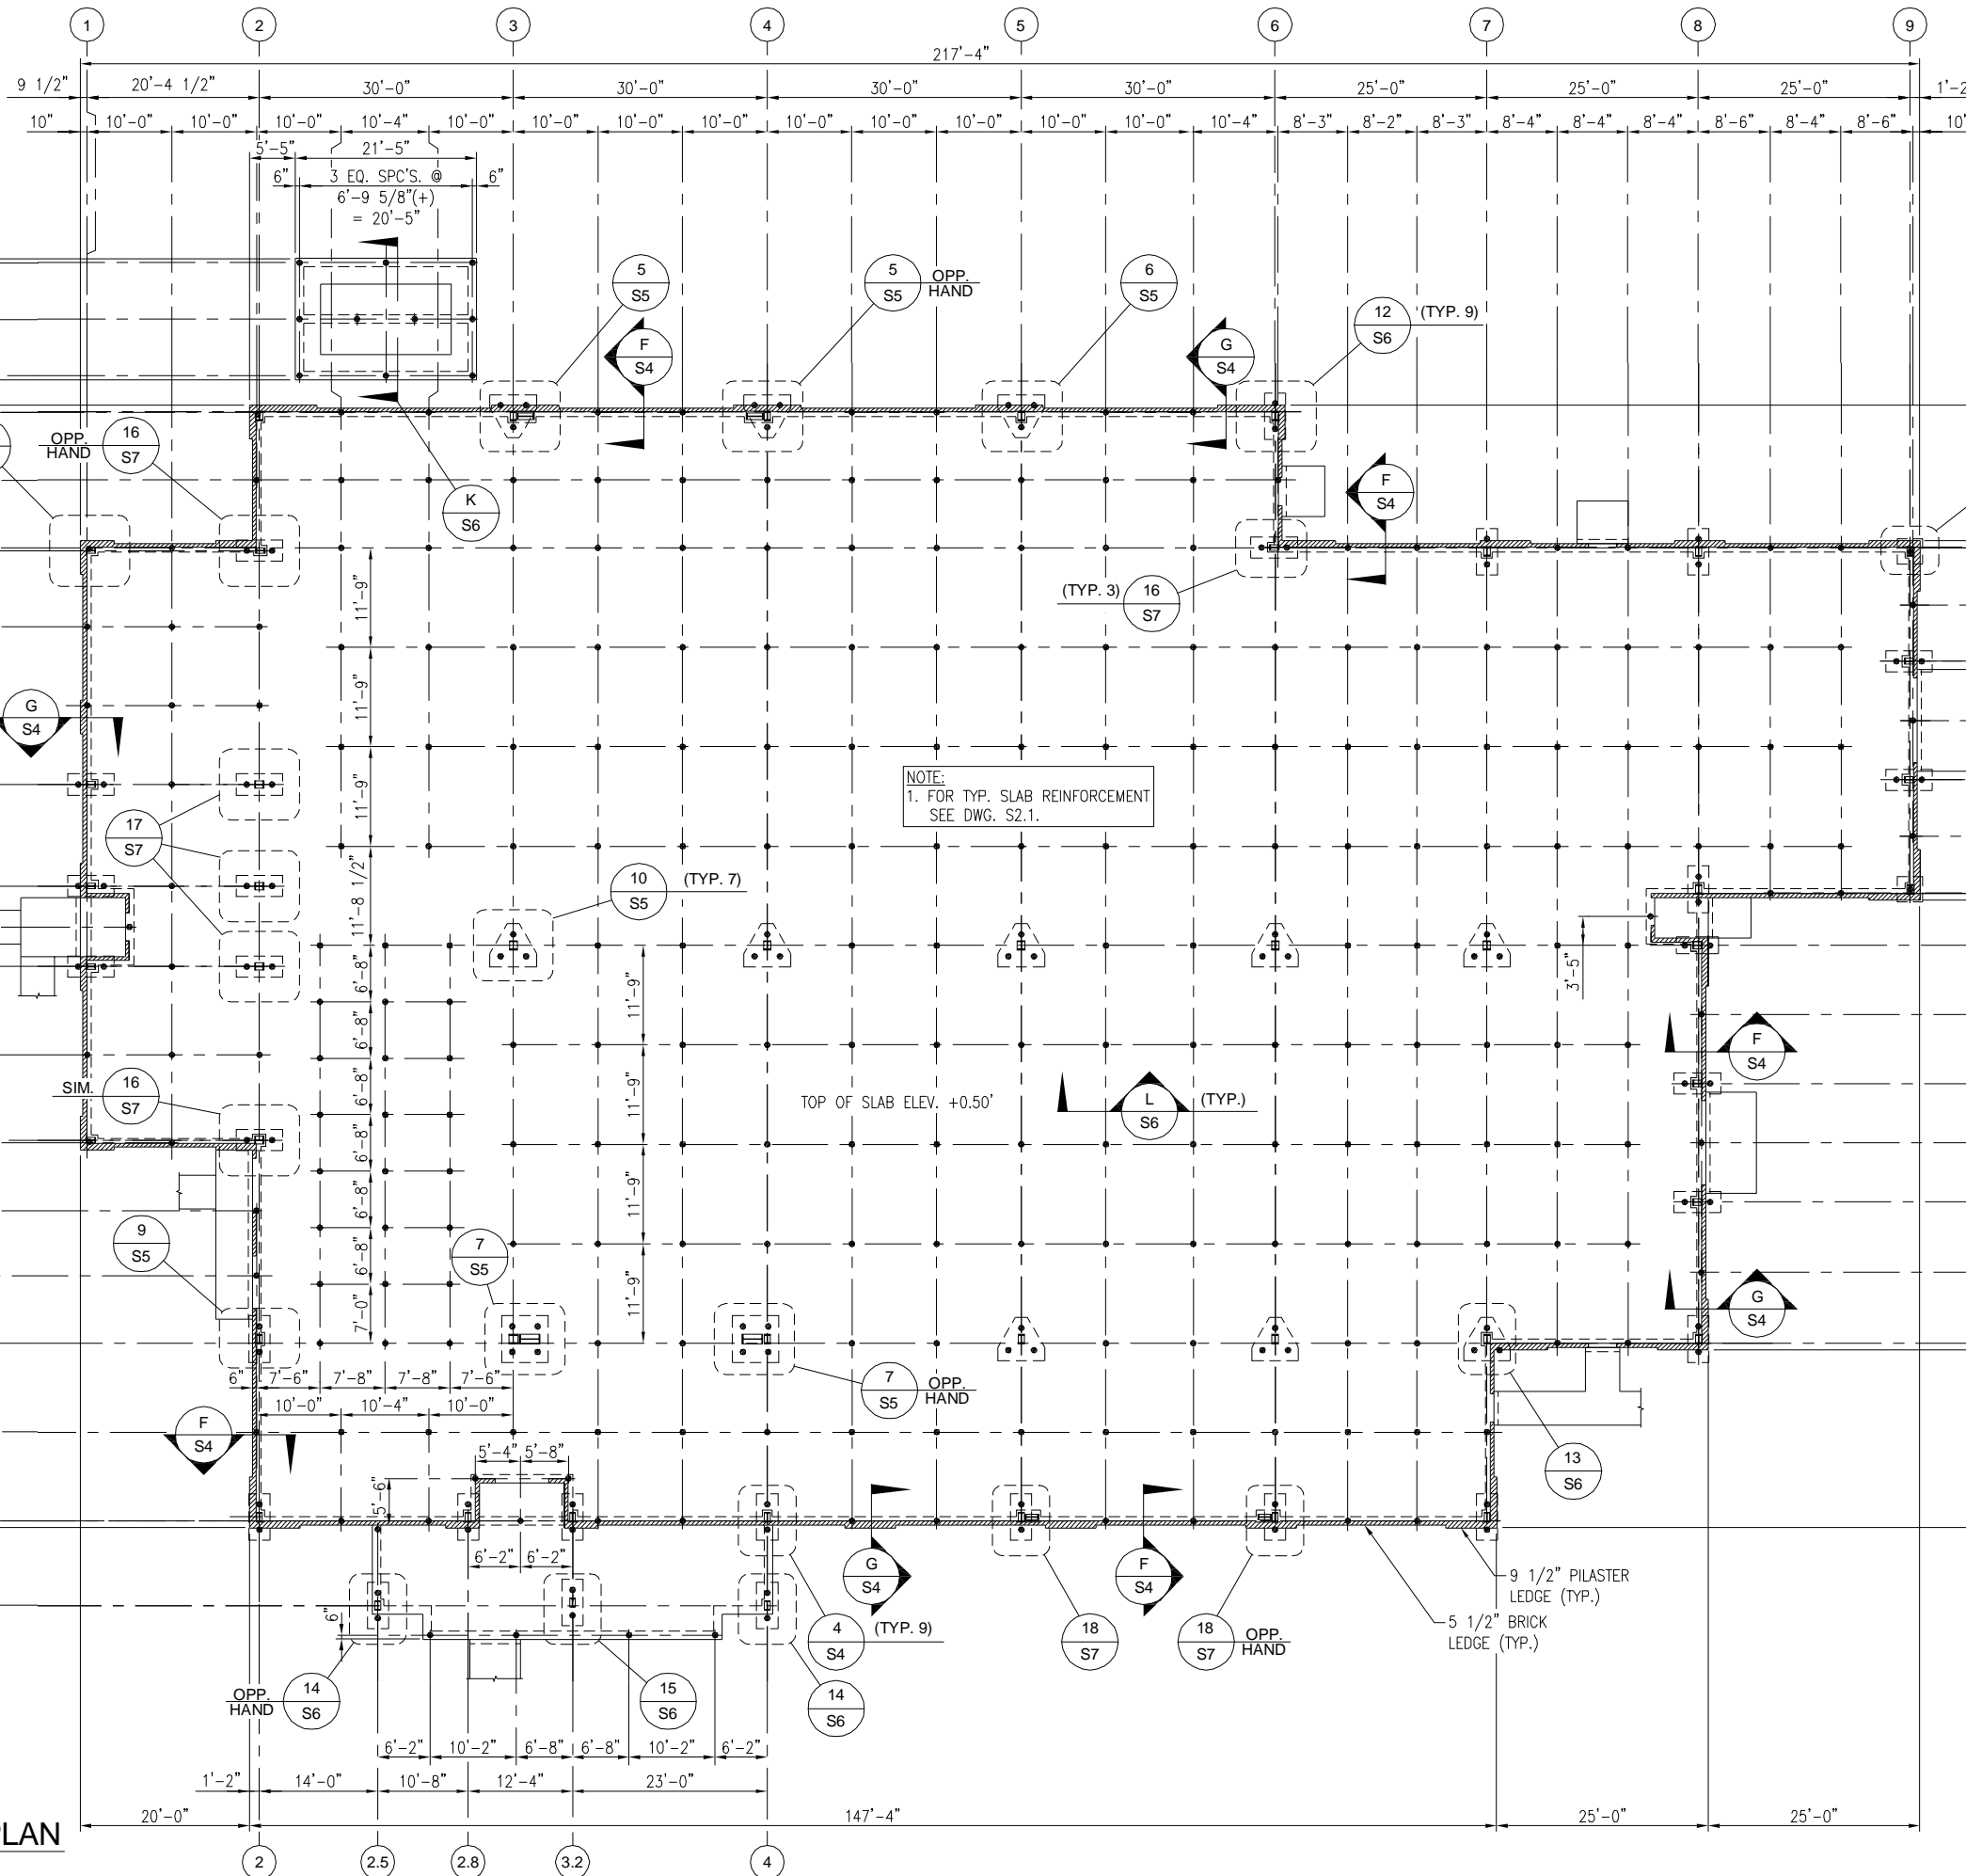 1 2 3 4 5 6 7 8 9
217'-4"
9 1/2" 20'-4 1/2" 30'-0" 30'-0" 30'-0" 30'-0" 25'-0" 25'-0" 25'-0" 1'-2
10" 10'-0" 10'-0" 10'-0" 10'-4" 10'-0" 10'-0" 10'-0" 10'-0" 10'-0" 10'-0" 10'-0" 10'-0" 10'-0" 10'-4" 8'-3" 8'-2" 8'-3" 8'-4" 8'-4" 8'-4" 8'-6" 8'-4" 8'-6" 10'
5'-5" 21'-5"
6" 3 EQ. SPC'S. @ 6"
6'-9 5/8"(+)
= 20'-5"
5
S5
5
S5
OPP.
HAND
6
S5
12
S6
(TYP. 9)
F
S4
G
S4
OPP.
HAND
16
S7
K
S6
F
S4
(TYP. 3)
16
S7
11'-9"
11'-9"
11'-9"
11'-8 1/2"
G
S4
17
S7
NOTE:
1. FOR TYP. SLAB REINFORCEMENT
SEE DWG. S2.1.
10
S5
(TYP. 7)
3'-5"
6'-8"
6'-8"
6'-8"
6'-8"
6'-8"
6'-8"
7'-0"
11'-9"
11'-9"
11'-9"
11'-9"
F
S4
SIM.
16
S7
TOP OF SLAB ELEV. +0.50'
L
S6
(TYP.)
9
S5
7
S5
G
S4
7
S5
OPP.
HAND
6" 7'-6" 7'-8" 7'-8" 7'-6"
10'-0" 10'-4" 10'-0"
F
S4
5'-4" 5'-8"
5'-6"
13
S6
6'-2" 6'-2"
G
S4
F
S4
9 1/2" PILASTER
LEDGE (TYP.)
5 1/2" BRICK
LEDGE (TYP.)
6"
4
S4
(TYP. 9)
18
S7
18
S7
OPP.
HAND
OPP.
HAND
14
S6
15
S6
14
S6
6'-2" 10'-2" 6'-8" 6'-8" 10'-2" 6'-2"
1'-2" 14'-0" 10'-8" 12'-4" 23'-0"
20'-0" 147'-4" 25'-0" 25'-0"
PLAN
2 2.5 2.8 3.2 4